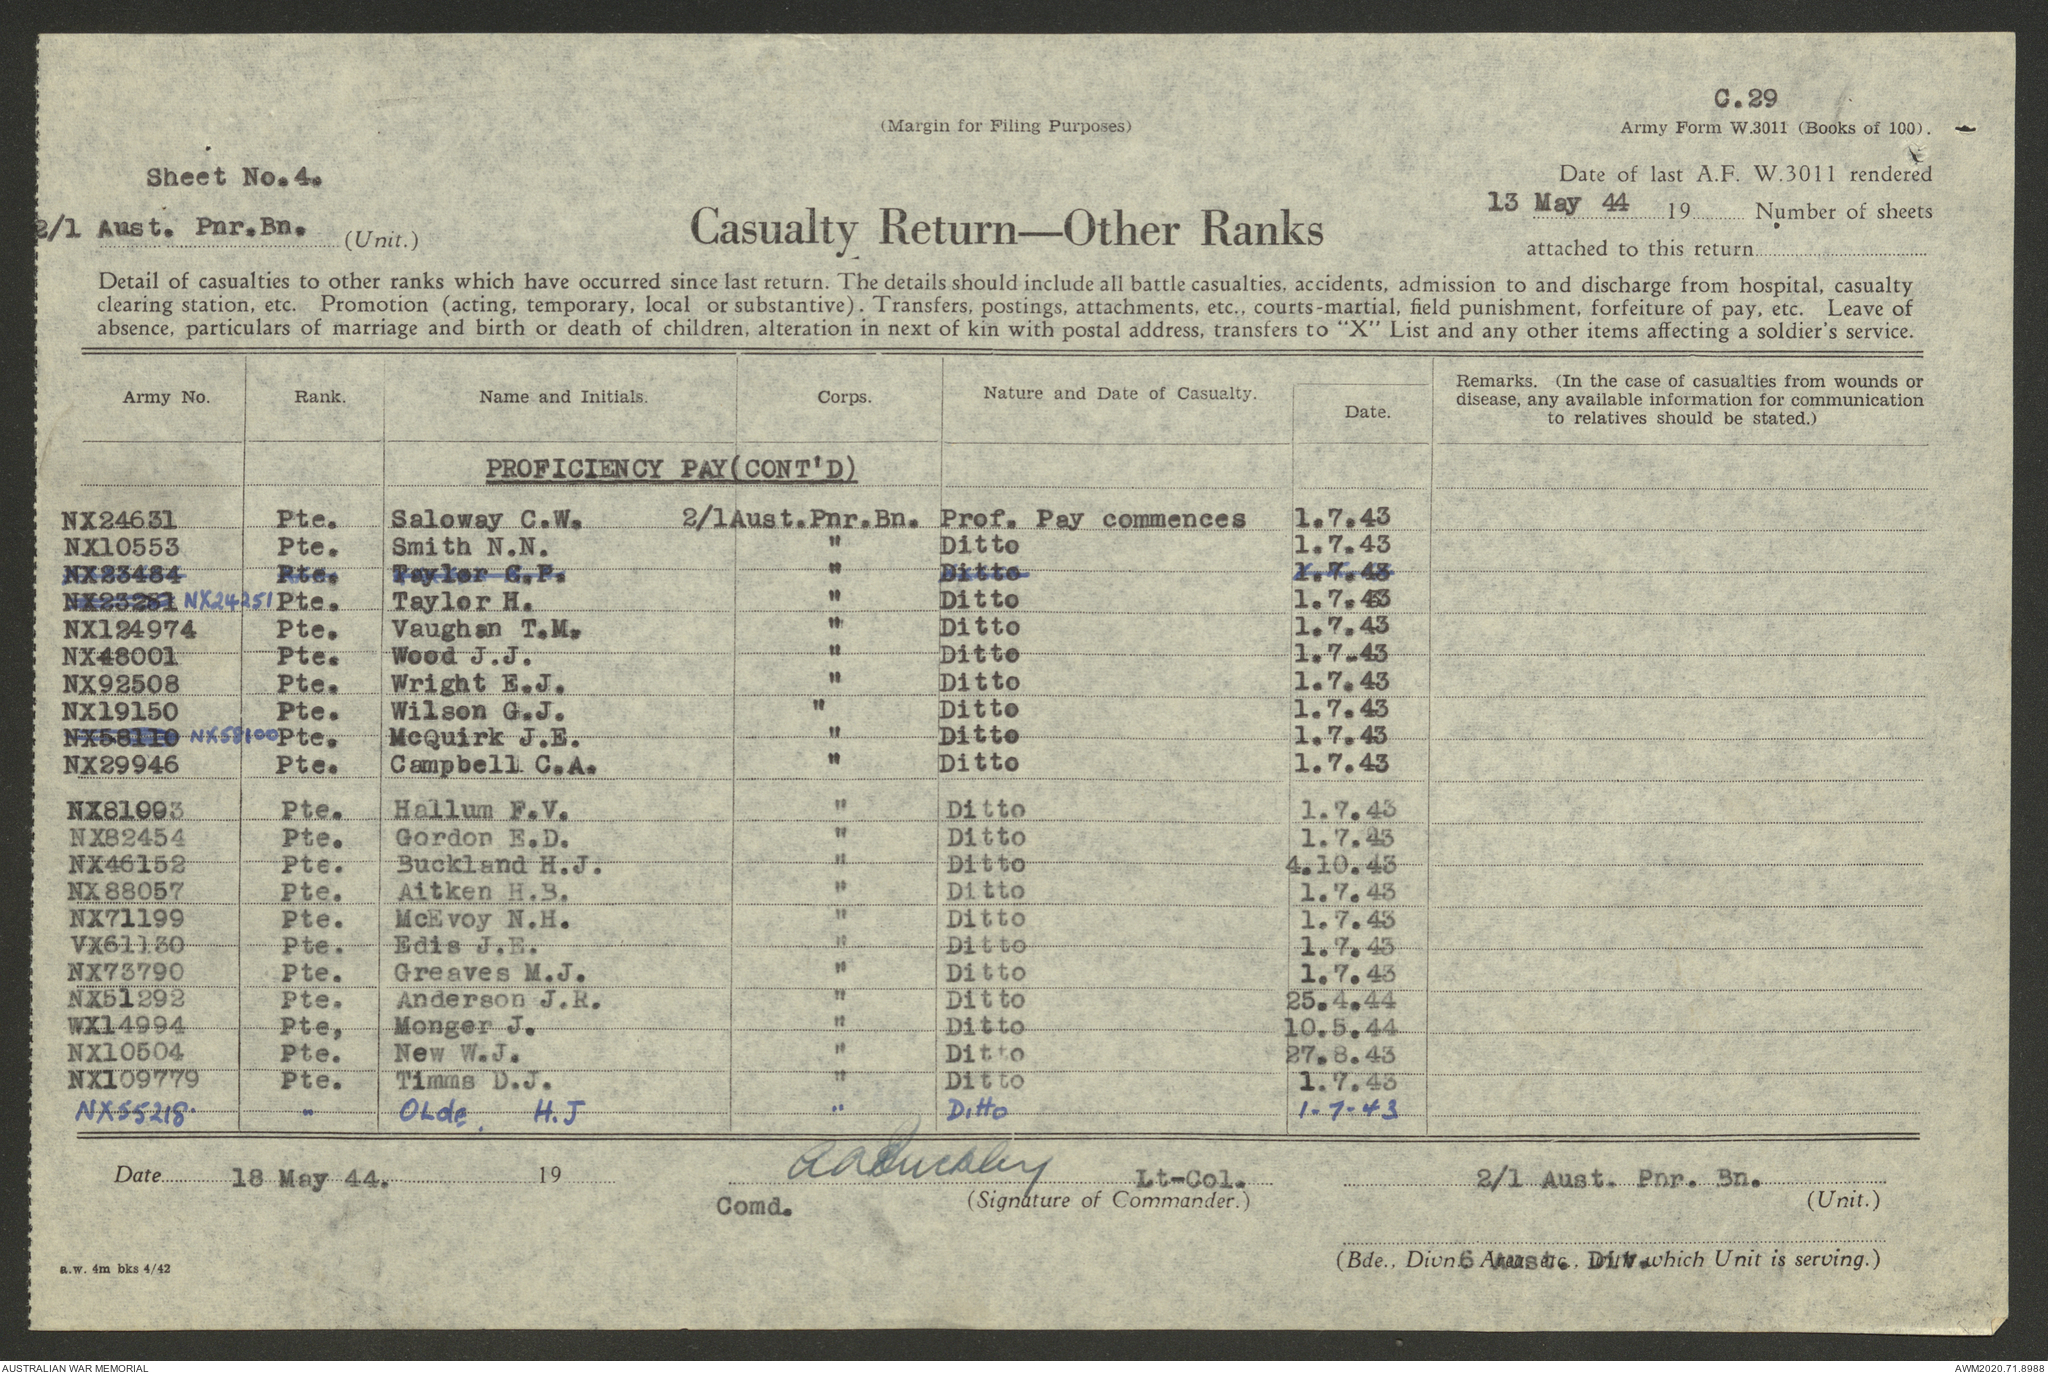 C.29
(Margin for Filing Purposes)
Army Form W.3011 (Books of 100).
Sheet No.4.
Date of last A.F. W.3011 rendered
2/1 Aust. Pnr.Bn. (Unit.)
Casualty Return—Other Ranks
13 May 44 19 Number of sheets
attached to this return
Detail of casualties to other ranks which have occurred since last return. The details should include all battle casualties, accidents, admission to and discharge from hospital, casualty
clearing station, etc. Promotion (acting, temporary, local or substantive). Transfers, postings, attachments, etc., courts-martial, field punishment, forfeiture of pay, etc. Leave of
absence, particulars of marriage and birth or death of children, alteration in next of kin with postal address, transfers to "X" List and any other items affecting a soldier's service.
Army No. Rank. Name and Initials. Corps. Nature and Date of Casualty. Date. Remarks. (In the case of casualties from wounds or
disease, any available information for communication
to relatives should be stated.)
PROFICIENCY PAY(CONT'D)
NX24631 Pte. Saloway C.W. 2/1Aust.Pnr.Bn. Prof. Pay commences 1.7.43
NX10553 Pte. Smith N.N. " Ditto 1.7.43
NX23484 Pte. Taylor G.P. " Ditto 1.7.43
NX23251 NX24251 Pte. Taylor H. " Ditto 1.7.43
NX124974 Pte. Vaughan T.M. " Ditto 1.7.43
NX48001 Pte. Wood J.J. " Ditto 1.7.43
NX92508 Pte. Wright E.J. " Ditto 1.7.43
NX19150 Pte. Wilson G.J. " Ditto 1.7.43
NX58110 NX58100 Pte. McQuirk J.E. " Ditto 1.7.43
NX29946 Pte. Campbell C.A. " Ditto 1.7.43
NX81093 Pte. Hallum F.V. " Ditto 1.7.43
NX82454 Pte. Gordon E.D. " Ditto 1.7.43
NX46152 Pte. Buckland H.J. " Ditto 4.10.43
NX88057 Pte. Aitken H.B. " Ditto 1.7.43
NX71199 Pte. McEvoy N.H. " Ditto 1.7.43
VX61130 Pte. Edis J.E. " Ditto 1.7.43
NX73790 Pte. Greaves M.J. " Ditto 1.7.43
NX51292 Pte. Anderson J.R. " Ditto 25.4.44
WX14994 Pte, Monger J. " Ditto 10.5.44
NX10504 Pte. New W.J. " Ditto 27.8.43
NX109779 Pte. Timms D.J. " Ditto 1.7.43
NX55218 " Olde, H.J " Ditto 1-7-43
Date 18 May 44. 19 AABuckley Lt-Col. 2/1 Aust. Pnr. Bn.
Comd. (Signature of Commander.) (Unit.)
6 Aust. Div.
(Bde., Divn., Area, etc., with which Unit is serving.)
a.w. 4m bks 4/42
AUSTRALIAN WAR MEMORIAL
AWM2020.71.8988